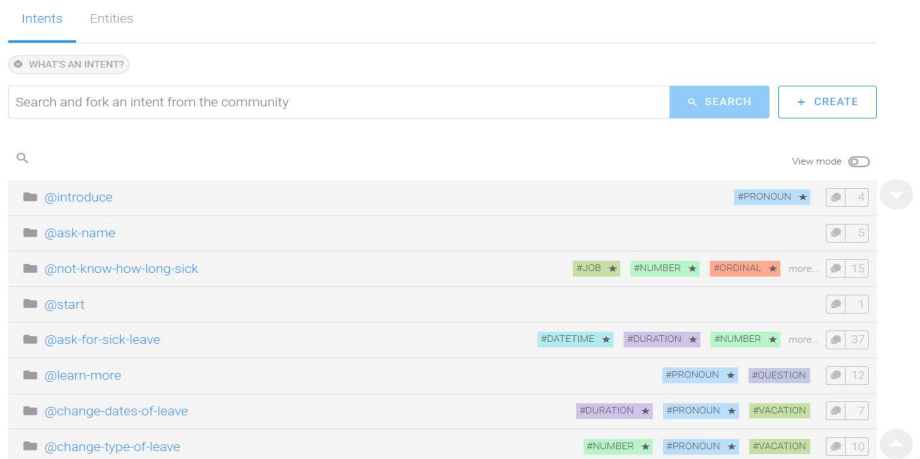 Intents Entities
WHAT'S AN INTENT?
Search and fork an intent from the community SEARCH + CREATE
View mode
@introduce #PRONOUN ★ 4
@ask-name 5
@not-know-how-long-sick #JOB ★ #NUMBER ★ #ORDINAL ★ more... 15
@start 1
@ask-for-sick-leave #DATETIME ★ #DURATION ★ #NUMBER ★ more... 37
@learn-more #PRONOUN ★ #QUESTION 12
@change-dates-of-leave #DURATION ★ #PRONOUN ★ #VACATION 7
@change-type-of-leave #NUMBER ★ #PRONOUN ★ #VACATION 10